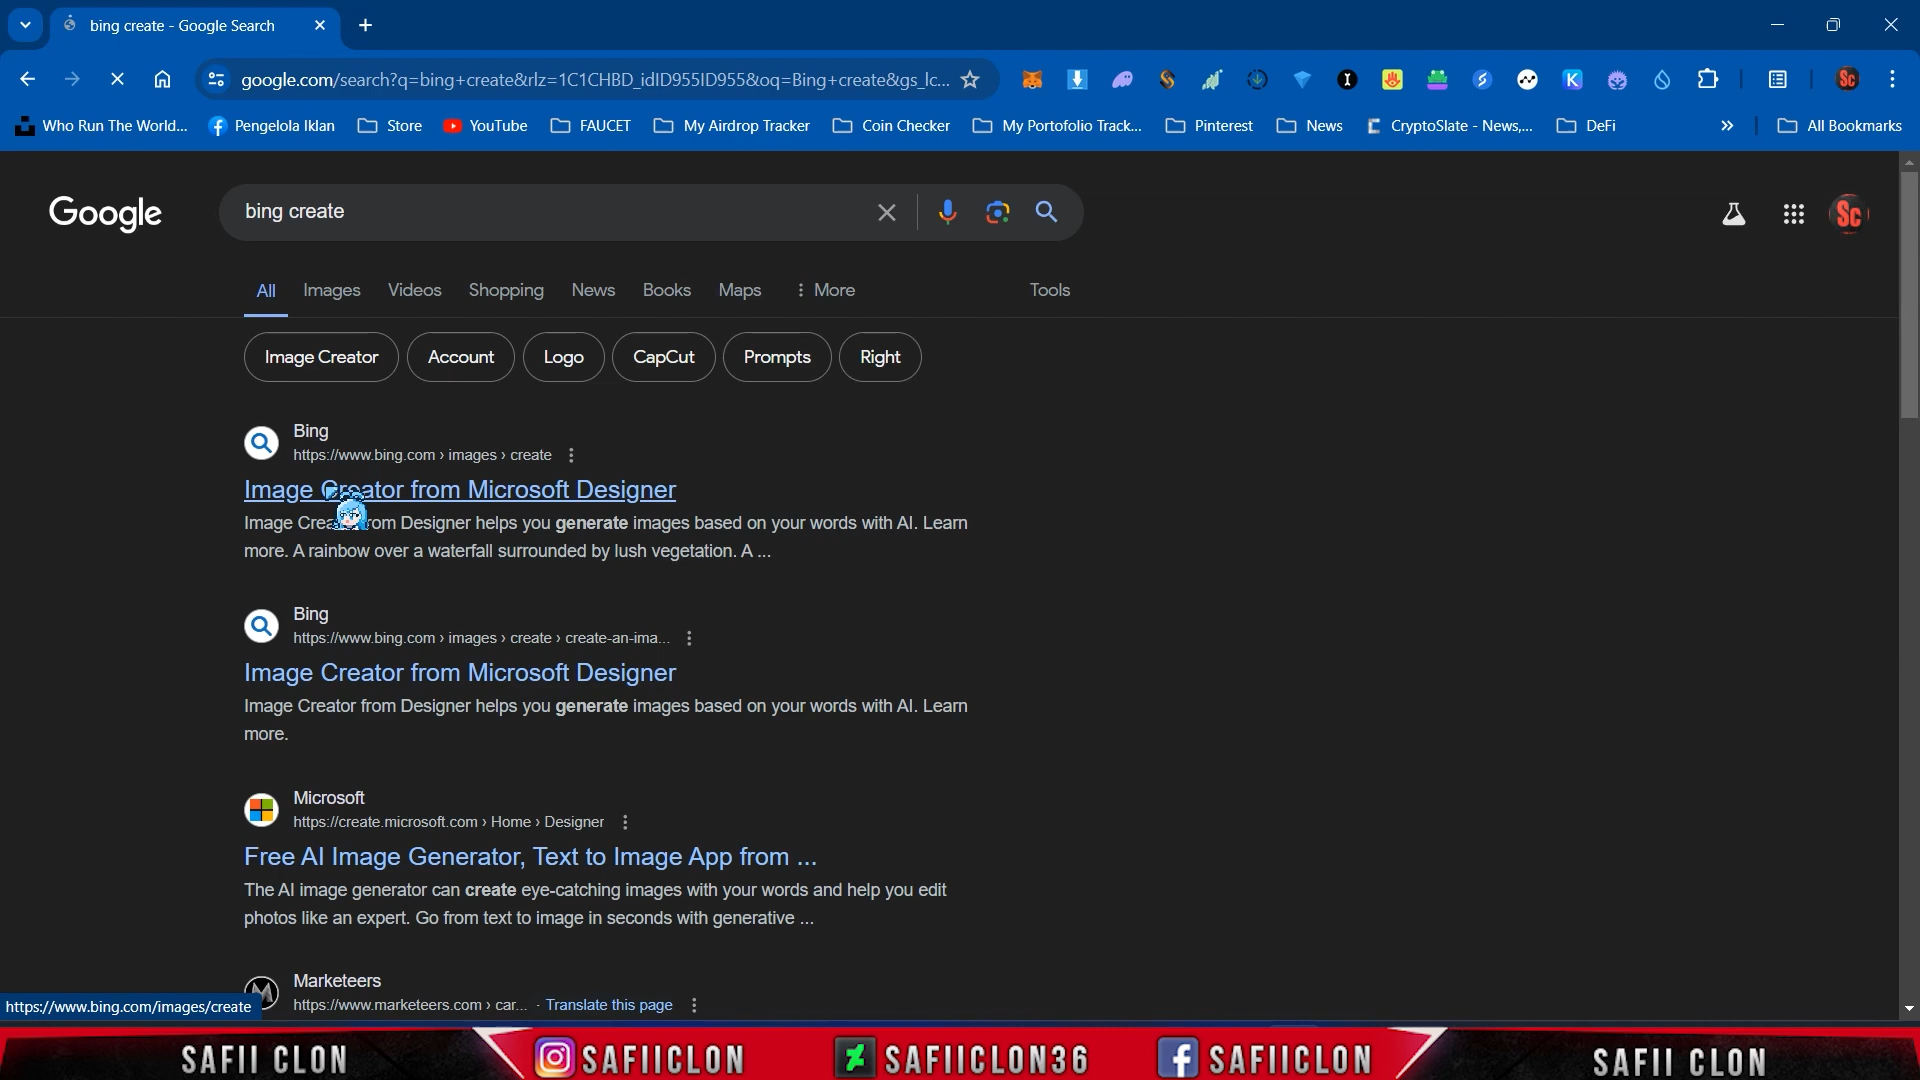 bing create - Google Search
google.com/search?q=bing+create&rlz=1C1CHBD_idID955ID955&oq=Bing+create&gs_lc...
Who Run The World...
Pengelola Iklan
Store
YouTube
FAUCET
My Airdrop Tracker
Coin Checker
My Portofolio Track...
Pinterest
News
CryptoSlate - News,...
DeFi
All Bookmarks
Google
bing create
Sc
All Images Videos Shopping News Books Maps More Tools
Image Creator Account Logo CapCut Prompts Right
Bing
https://www.bing.com › images › create
Image Creator from Microsoft Designer
Image Crea from Designer helps you generate images based on your words with AI. Learn
more. A rainbow over a waterfall surrounded by lush vegetation. A ...
Bing
https://www.bing.com › images › create › create-an-ima...
Image Creator from Microsoft Designer
Image Creator from Designer helps you generate images based on your words with AI. Learn
more.
Microsoft
https://create.microsoft.com › Home › Designer
Free AI Image Generator, Text to Image App from ...
The AI image generator can create eye-catching images with your words and help you edit
photos like an expert. Go from text to image in seconds with generative ...
Marketeers
https://www.marketeers.com › car... · Translate this page
https://www.bing.com/images/create
SAFII CLON SAFIICLON SAFIICLON36 SAFIICLON SAFII CLON